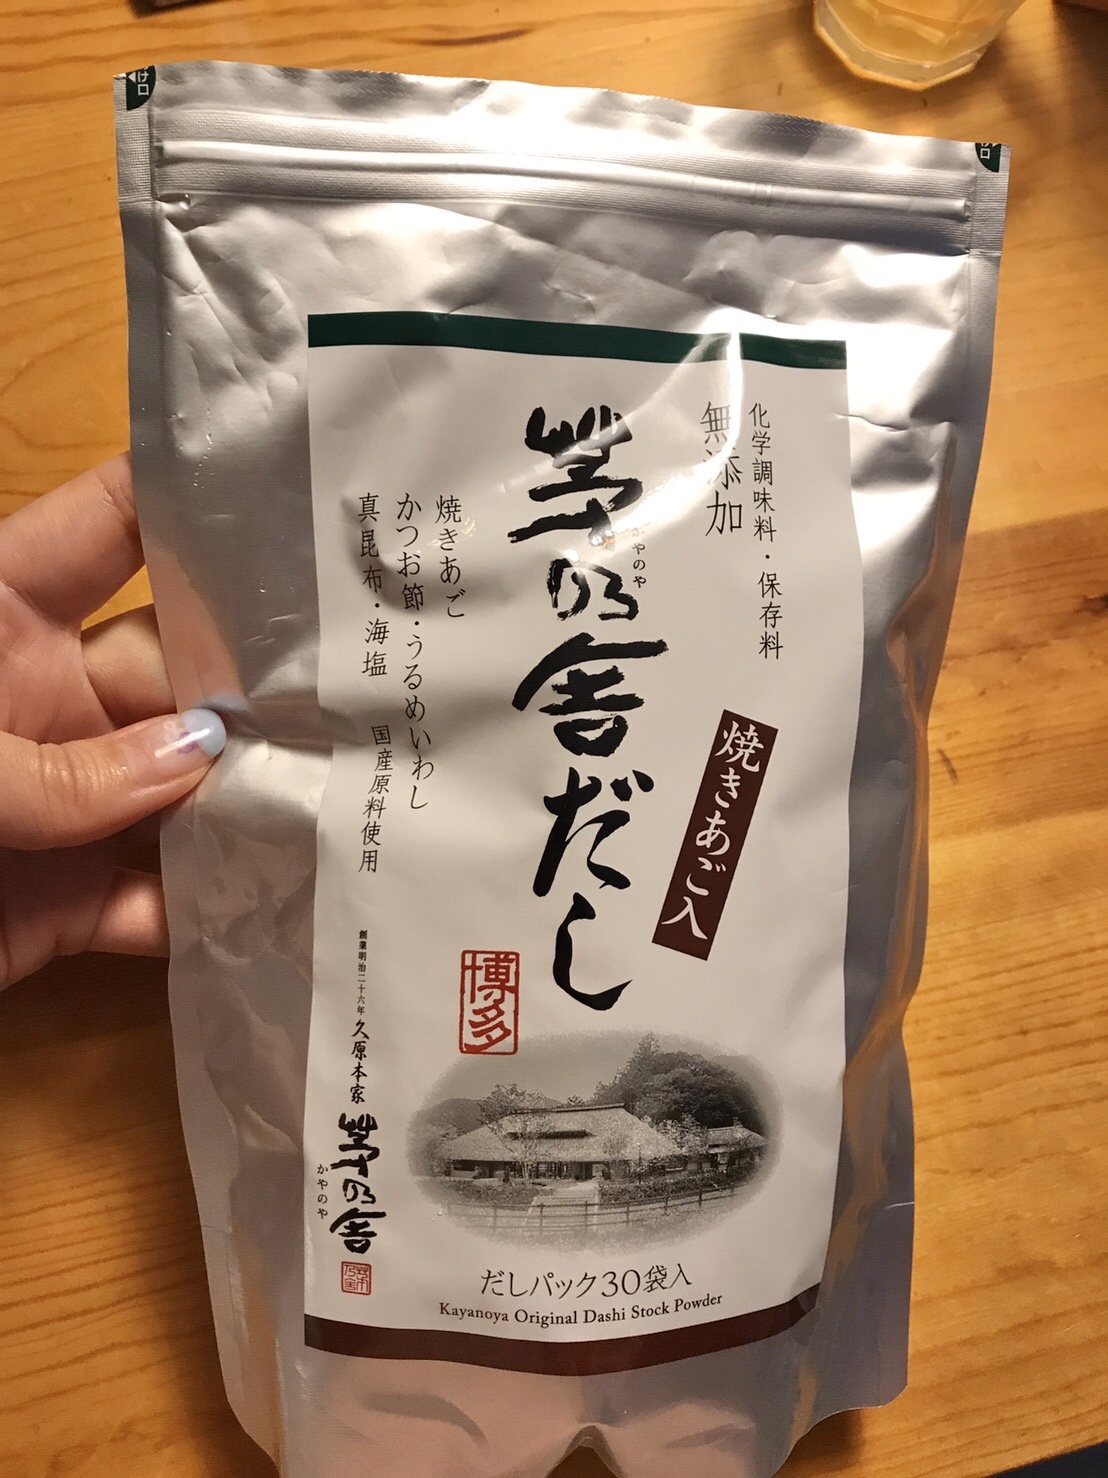 化学調味料・保存料
無添加
茅乃舎だし
かやのや
焼きあご入
焼きあご
かつお節・うるめいわし
真昆布・海塩 国産原料使用
博多
創業明治二十六年 久原本家
茅乃舎
かやのや
だしパック30袋入
Kayanoya Original Dashi Stock Powder